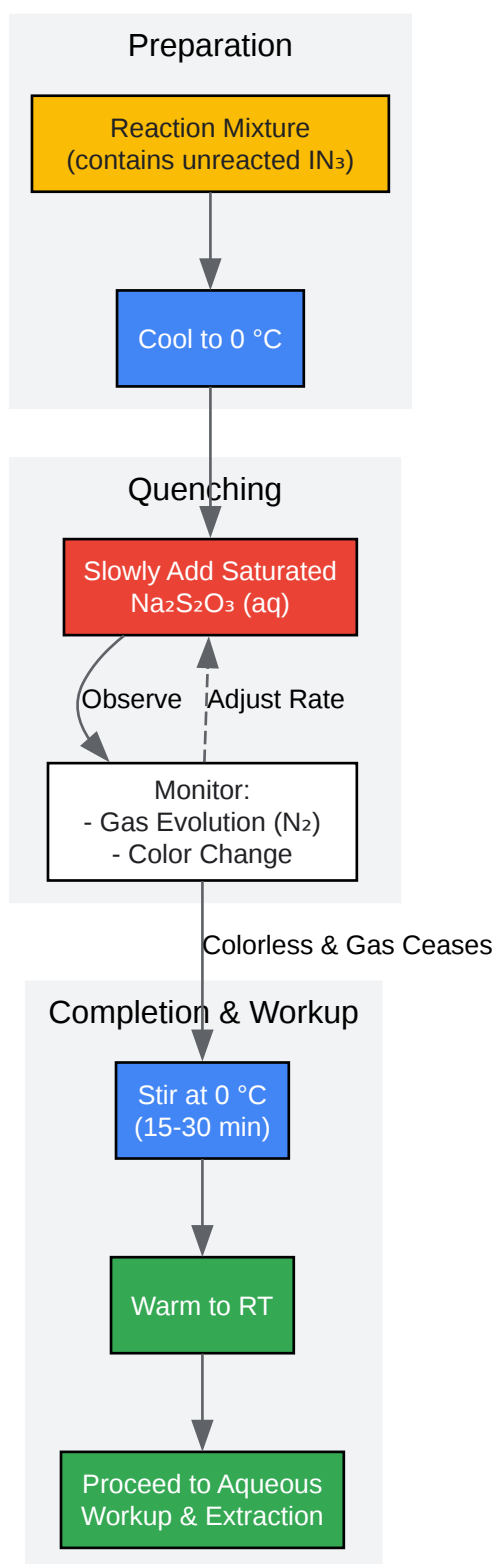 Preparation
Reaction Mixture
(contains unreacted IN₃)
Cool to 0 °C
Quenching
Slowly Add Saturated
Na₂S₂O₃ (aq)
Observe
Adjust Rate
Monitor:
- Gas Evolution (N₂)
- Color Change
Colorless & Gas Ceases
Completion & Workup
Stir at 0 °C
(15-30 min)
Warm to RT
Proceed to Aqueous
Workup & Extraction